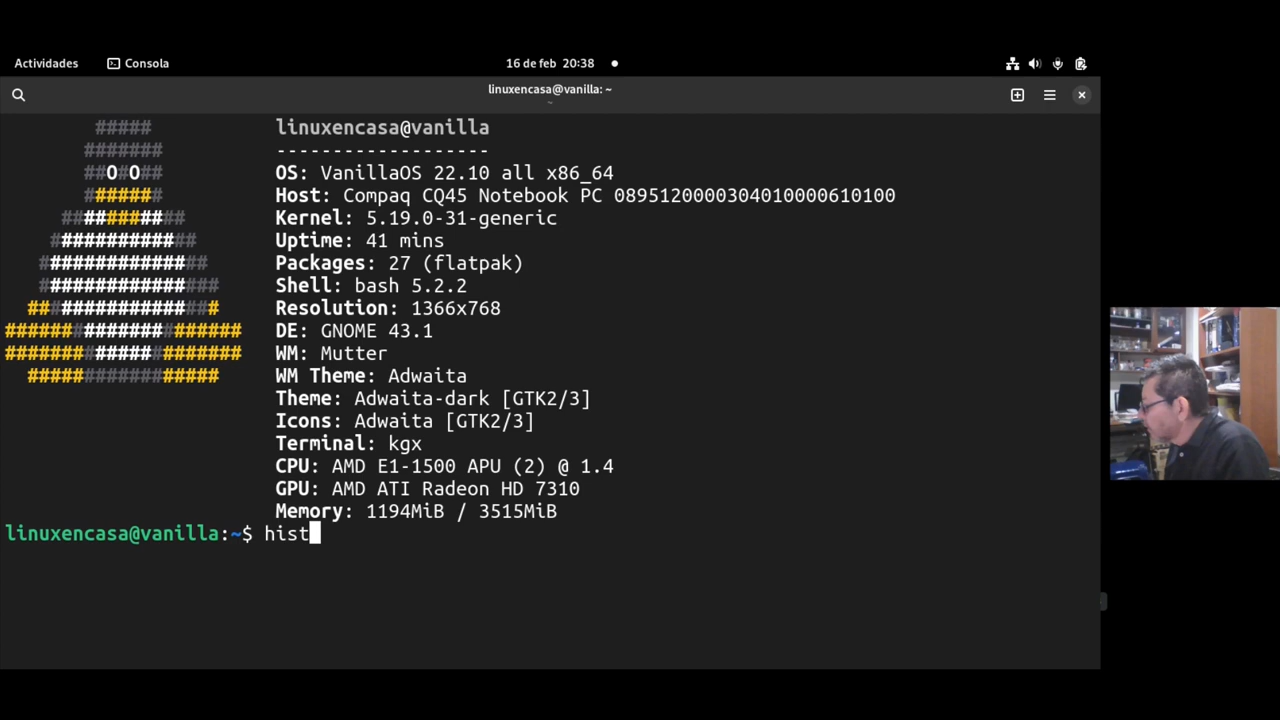 Actividades Consola 16 de feb 20:38
linuxencasa@vanilla: ~
~
linuxencasa@vanilla
-------------------
OS: VanillaOS 22.10 all x86_64
Host: Compaq CQ45 Notebook PC 0895120000304010000610100
Kernel: 5.19.0-31-generic
Uptime: 41 mins
Packages: 27 (flatpak)
Shell: bash 5.2.2
Resolution: 1366x768
DE: GNOME 43.1
WM: Mutter
WM Theme: Adwaita
Theme: Adwaita-dark [GTK2/3]
Icons: Adwaita [GTK2/3]
Terminal: kgx
CPU: AMD E1-1500 APU (2) @ 1.4
GPU: AMD ATI Radeon HD 7310
Memory: 1194MiB / 3515MiB
linuxencasa@vanilla:~$ hist